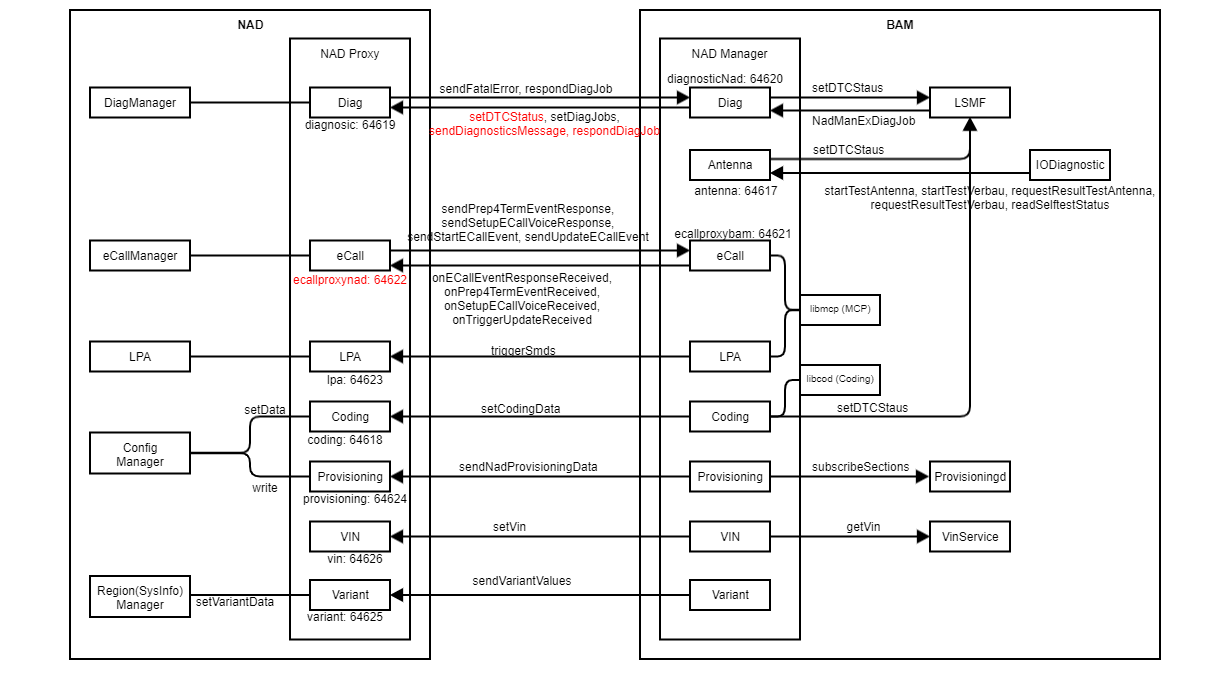 NAD
BAM
NAD Proxy
NAD Manager
diagnosticNad: 64620
DiagManager
Diag
diagnosic: 64619
sendFatalError, respondDiagJob
setDTCStatus, setDiagJobs,
sendDiagnosticsMessage, respondDiagJob
Diag
setDTCStaus
NadManExDiagJob
LSMF
Antenna
antenna: 64617
setDTCStaus
IODiagnostic
startTestAntenna, startTestVerbau, requestResultTestAntenna,
requestResultTestVerbau, readSelftestStatus
sendPrep4TermEventResponse,
sendSetupECallVoiceResponse,
sendStartECallEvent, sendUpdateECallEvent
ecallproxybam: 64621
eCallManager
eCall
ecallproxynad: 64622
eCall
onECallEventResponseReceived,
onPrep4TermEventReceived,
onSetupECallVoiceReceived,
onTriggerUpdateReceived
libmcp (MCP)
LPA
LPA
lpa: 64623
triggerSmds
LPA
libcod (Coding)
setData
Coding
coding: 64618
setCodingData
Coding
setDTCStaus
Config
Manager
write
Provisioning
provisioning: 64624
sendNadProvisioningData
Provisioning
subscribeSections
Provisioningd
VIN
vin: 64626
setVin
VIN
getVin
VinService
Region(SysInfo)
Manager
setVariantData
Variant
variant: 64625
sendVariantValues
Variant